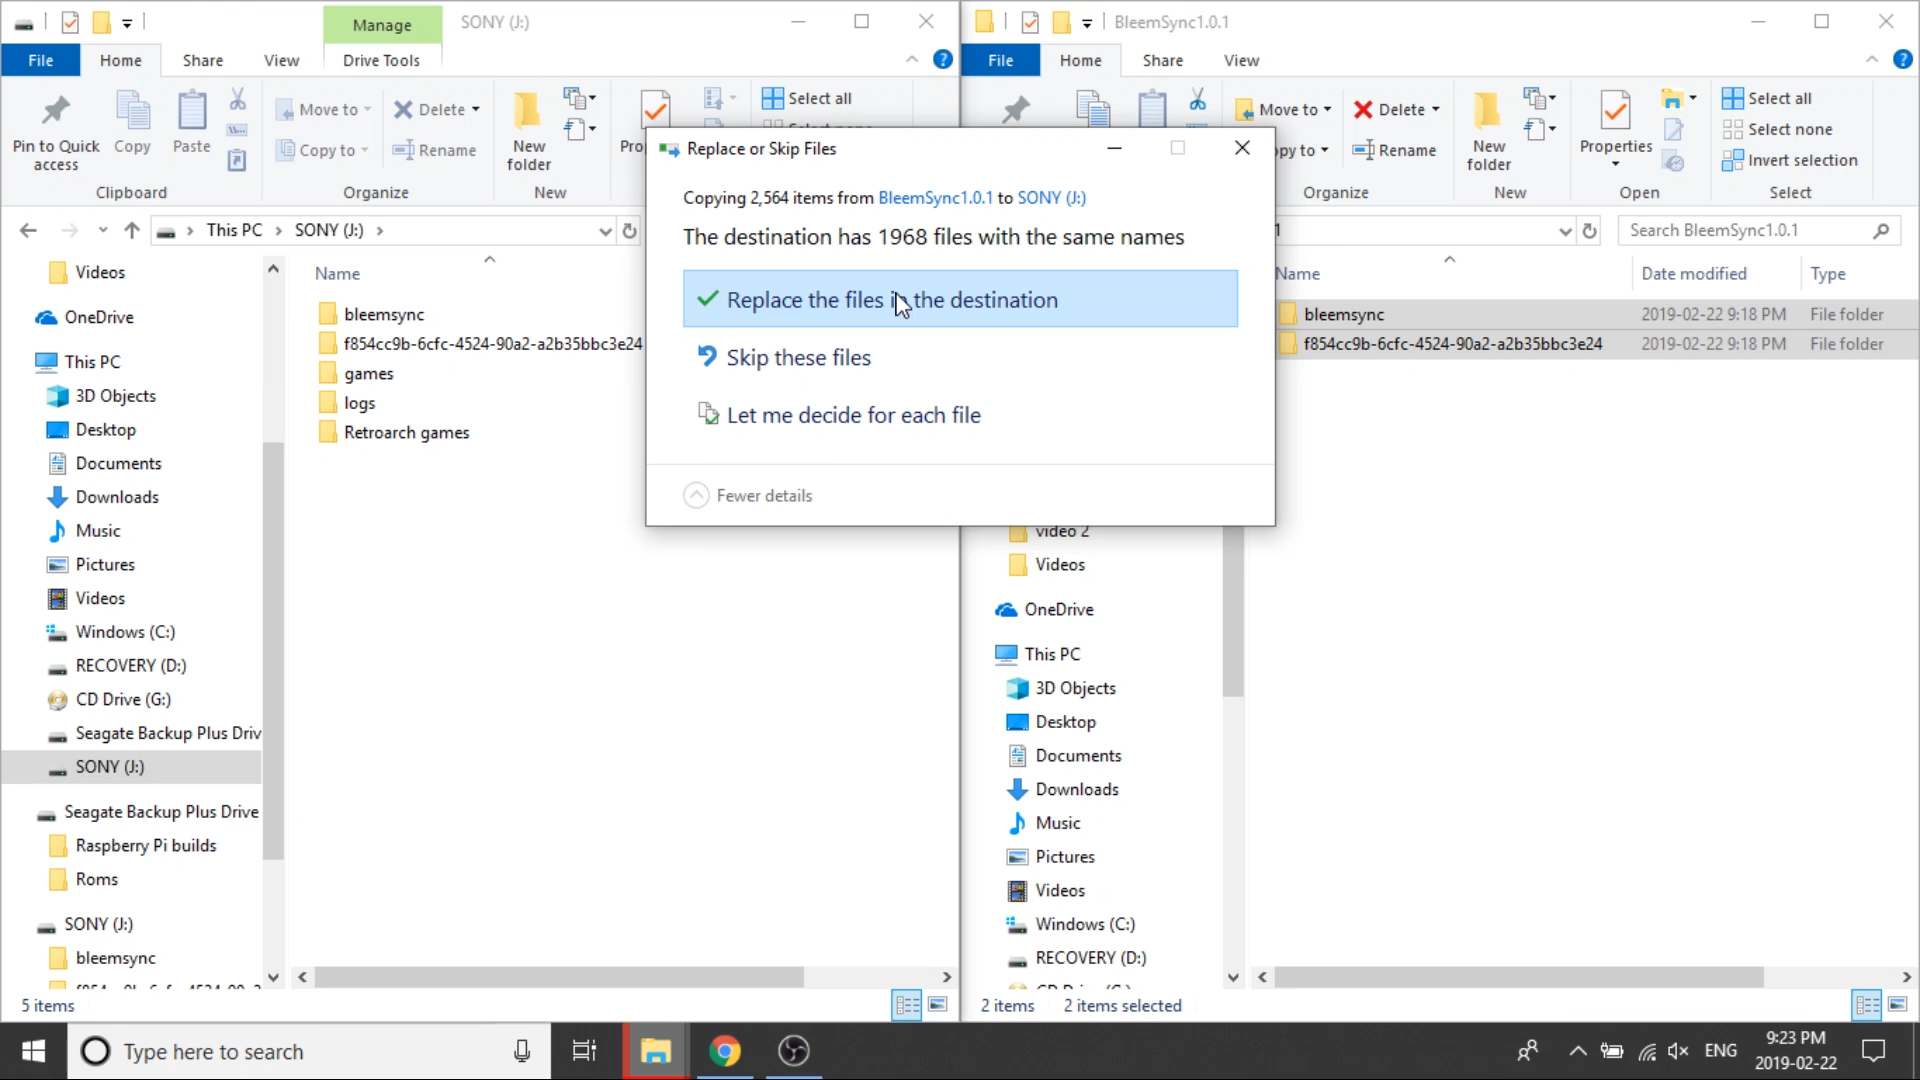 Manage
SONY (J:)
File
Home
Share
View
Drive Tools
Pin to Quick access
Copy
Paste
Move to
Copy to
Delete
Rename
New folder
Select all
Clipboard
Organize
New
This PC
SONY (J:)
Videos
OneDrive
This PC
3D Objects
Desktop
Documents
Downloads
Music
Pictures
Videos
Windows (C:)
RECOVERY (D:)
CD Drive (G:)
Seagate Backup Plus Driv
SONY (J:)
Seagate Backup Plus Drive
Raspberry Pi builds
Roms
SONY (J:)
bleemsync
Name
bleemsync
f854cc9b-6cfc-4524-90a2-a2b35bbc3e24
games
logs
Retroarch games
5 items
Replace or Skip Files
Copying 2,564 items from BleemSync1.0.1 to SONY (J:)
The destination has 1968 files with the same names
Replace the files in the destination
Skip these files
Let me decide for each file
Fewer details
BleemSync1.0.1
File
Home
Share
View
Move to
Delete
Rename
New folder
Properties
Select all
Select none
Invert selection
Organize
New
Open
Select
Search BleemSync1.0.1
Name
Date modified
Type
bleemsync
2019-02-22 9:18 PM
File folder
f854cc9b-6cfc-4524-90a2-a2b35bbc3e24
2019-02-22 9:18 PM
File folder
video 2
Videos
OneDrive
This PC
3D Objects
Desktop
Documents
Downloads
Music
Pictures
Videos
Windows (C:)
RECOVERY (D:)
2 items
2 items selected
Type here to search
ENG
9:23 PM
2019-02-22